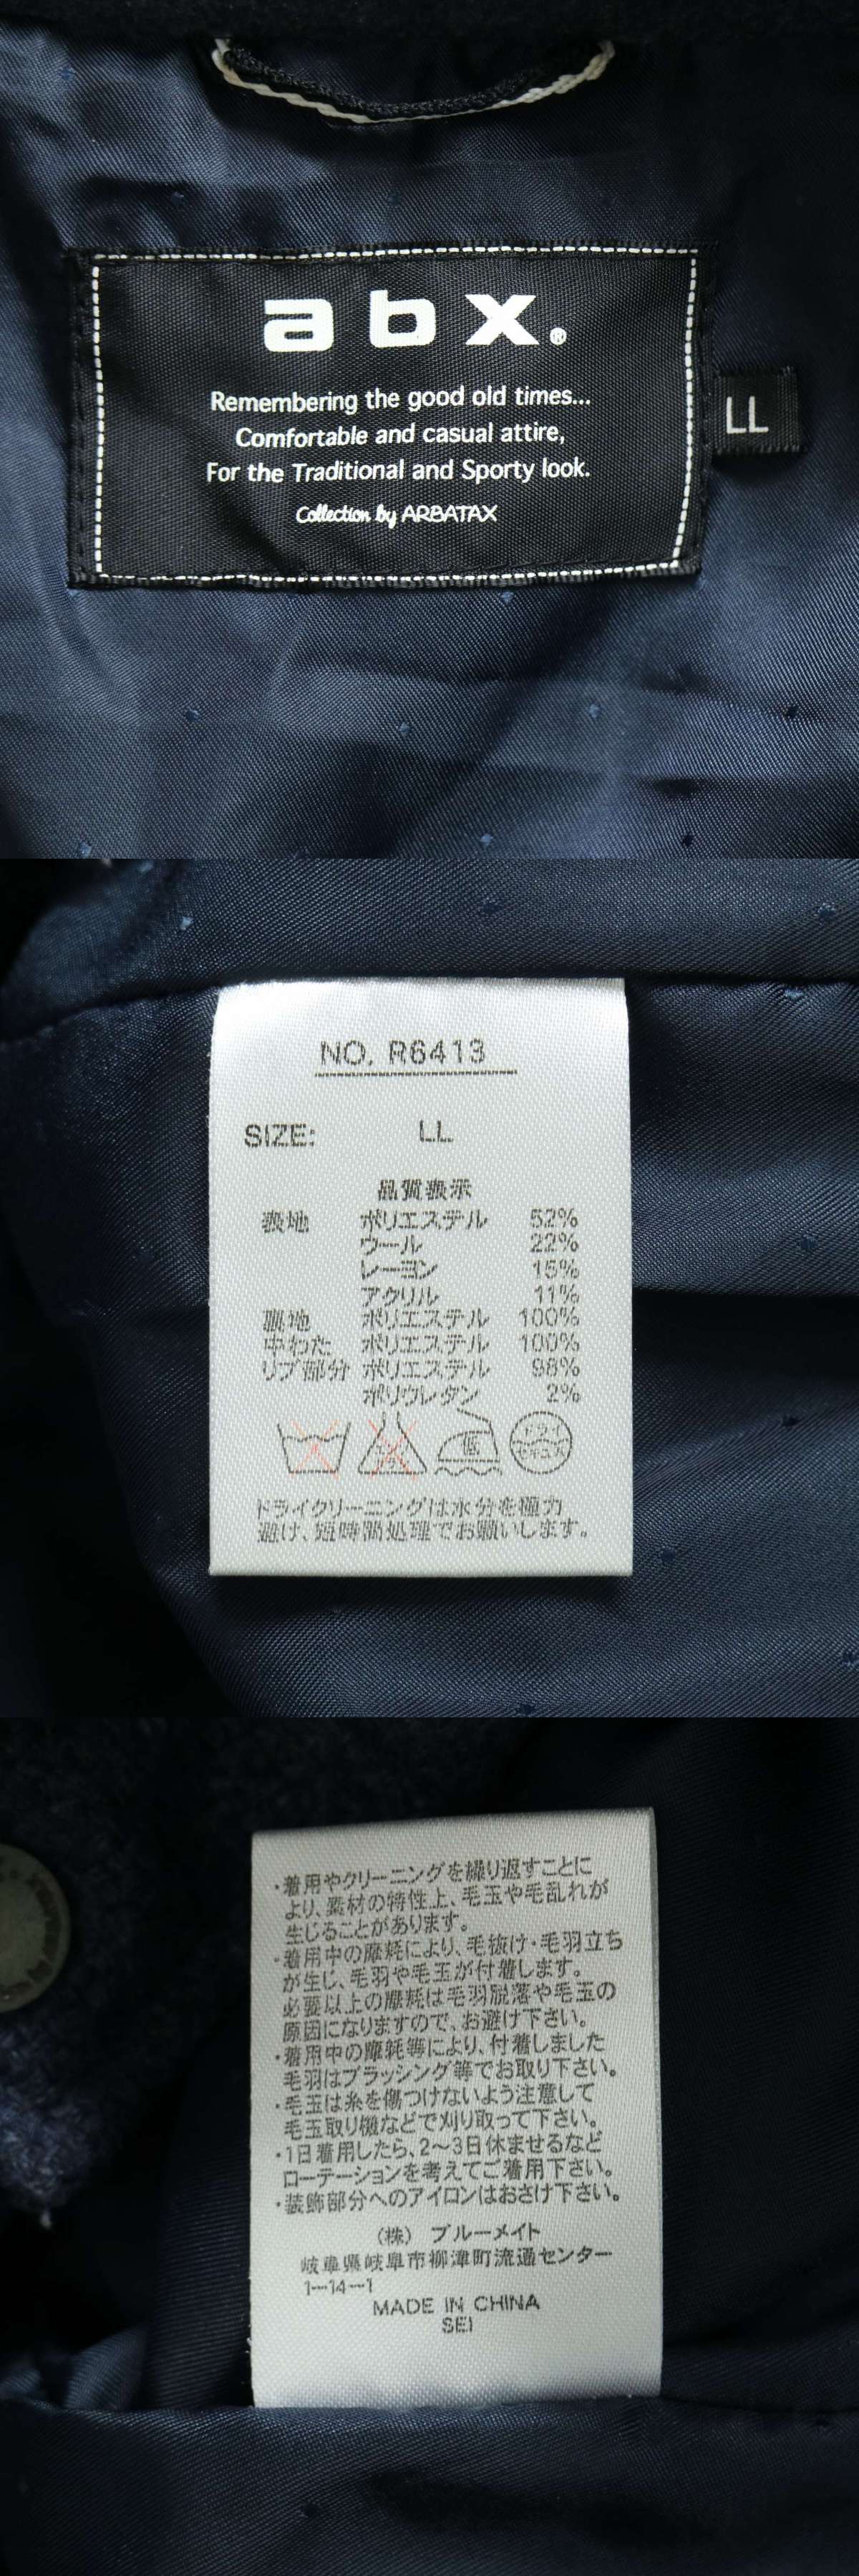 abx.®
Remembering the good old times...
Comfortable and casual attire,
For the Traditional and Sporty look.
Collection by ARBATAX
LL
NO. R6413
SIZE: LL
品質表示
表地 ポリエステル 52%
ウール 22%
レーヨン 15%
アクリル 11%
裏地 ポリエステル 100%
中わた ポリエステル 100%
リブ部分 ポリエステル 98%
ポリウレタン 2%
低 ドライ
セキユ系
ドライクリーニングは水分を極力
避け、短時間処理でお願いします。
・着用やクリーニングを繰り返すことに
より、素材の特性上、毛玉や毛乱れが
生じることがあります。
・着用中の摩耗により、毛抜け・毛羽立ち
が生じ、毛羽や毛玉が付着します。
必要以上の摩耗は毛羽脱落や毛玉の
原因になりますので、お避け下さい。
・着用中の摩耗等により、付着しました
毛羽はブラッシング等でお取り下さい。
・毛玉は糸を傷つけないよう注意して
毛玉取り機などで刈り取って下さい。
・1日着用したら、2～3日休ませるなど
ローテーションを考えてご着用下さい。
・装飾部分へのアイロンはおさけ下さい。
(株) ブルーメイト
岐阜県岐阜市柳津町流通センター
1-14-1
MADE IN CHINA
SEI